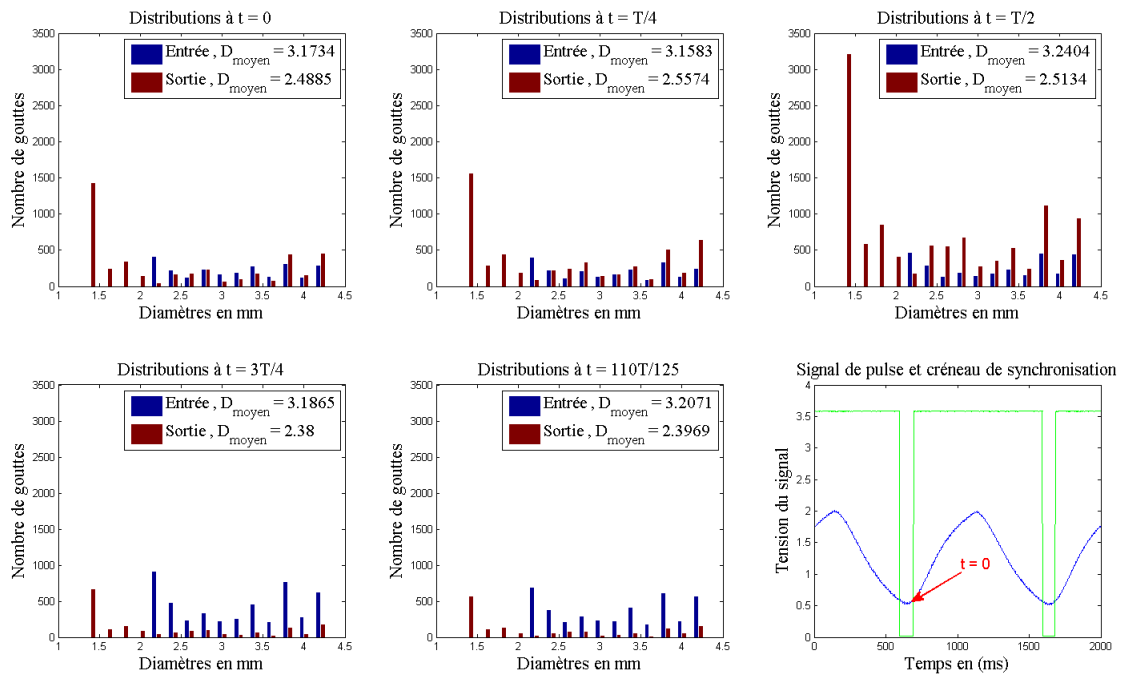 Distributions à t = 0
Nombre de gouttes
3500
3000
2500
2000
1500
1000
500
0
Entrée , D_moyen = 3.1734
Sortie , D_moyen = 2.4885
1 1.5 2 2.5 3 3.5 4 4.5
Diamètres en mm
Distributions à t = T/4
Nombre de gouttes
3500
3000
2500
2000
1500
1000
500
0
Entrée , D_moyen = 3.1583
Sortie , D_moyen = 2.5574
1 1.5 2 2.5 3 3.5 4 4.5
Diamètres en mm
Distributions à t = T/2
Nombre de gouttes
3500
3000
2500
2000
1500
1000
500
0
Entrée , D_moyen = 3.2404
Sortie , D_moyen = 2.5134
1 1.5 2 2.5 3 3.5 4 4.5
Diamètres en mm
Distributions à t = 3T/4
Nombre de gouttes
3500
3000
2500
2000
1500
1000
500
0
Entrée , D_moyen = 3.1865
Sortie , D_moyen = 2.38
1 1.5 2 2.5 3 3.5 4 4.5
Diamètres en mm
Distributions à t = 110T/125
Nombre de gouttes
3500
3000
2500
2000
1500
1000
500
0
Entrée , D_moyen = 3.2071
Sortie , D_moyen = 2.3969
1 1.5 2 2.5 3 3.5 4 4.5
Diamètres en mm
Signal de pulse et créneau de synchronisation
Tension du signal
4
3.5
3
2.5
2
1.5
1
0.5
0
t = 0
0 500 1000 1500 2000
Temps en (ms)